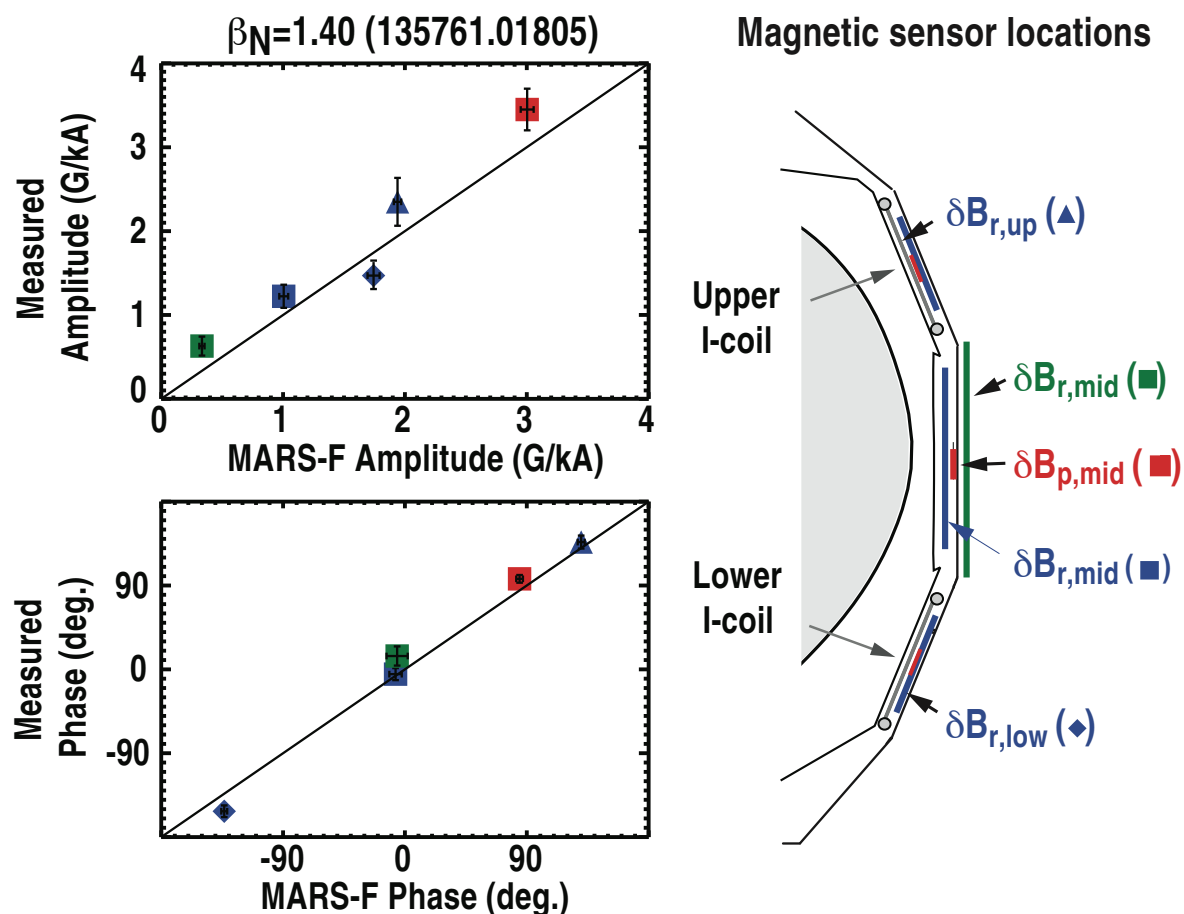 βN=1.40 (135761.01805)
Measured
Amplitude (G/kA)
4
3
2
1
0
0 1 2 3 4
MARS-F Amplitude (G/kA)
Measured
Phase (deg.)
90
0
-90
-90 0 90
MARS-F Phase (deg.)
Magnetic sensor locations
δBr,up (▲)
Upper
I-coil
δBr,mid (■)
δBp,mid (■)
δBr,mid (■)
Lower
I-coil
δBr,low (◆)